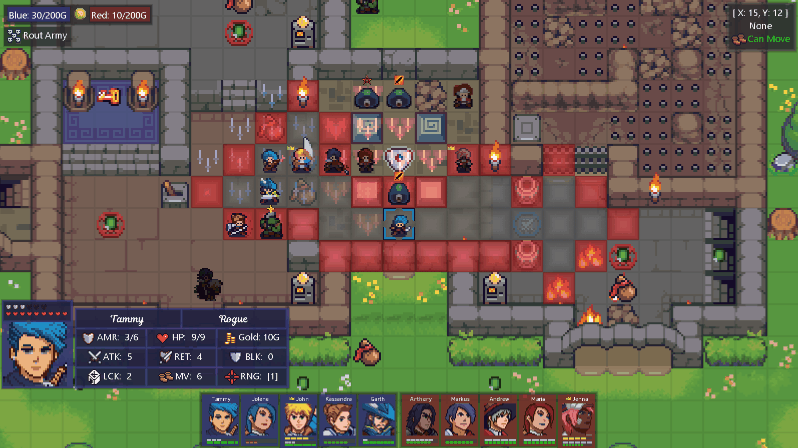 Blue: 30/200G Red: 10/200G
Rout Army
[ X: 15, Y: 12 ]
None
Can Move
Tammy Rogue
AMR: 3/6 HP: 9/9 Gold: 10G
ATK: 5 RET: 4 BLK: 0
LCK: 2 MV: 6 RNG: [1]
Tammy Jolene John Kassandra Garth Arthory Markus Andrew Maria Jenna